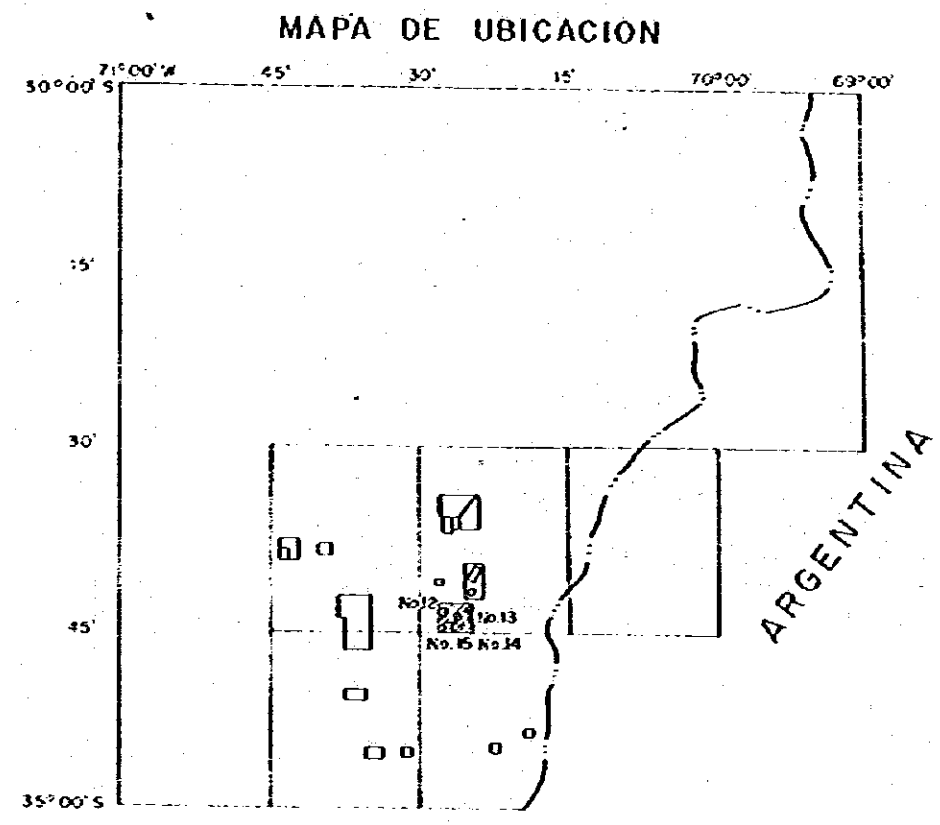 MAPA DE UBICACION
71°00' W 45' 30' 15' 70°00' 69°00'
30°00' S
15'
30'
ARGENTINA
No.12
No.13
45'
No.15 No.14
35°00' S